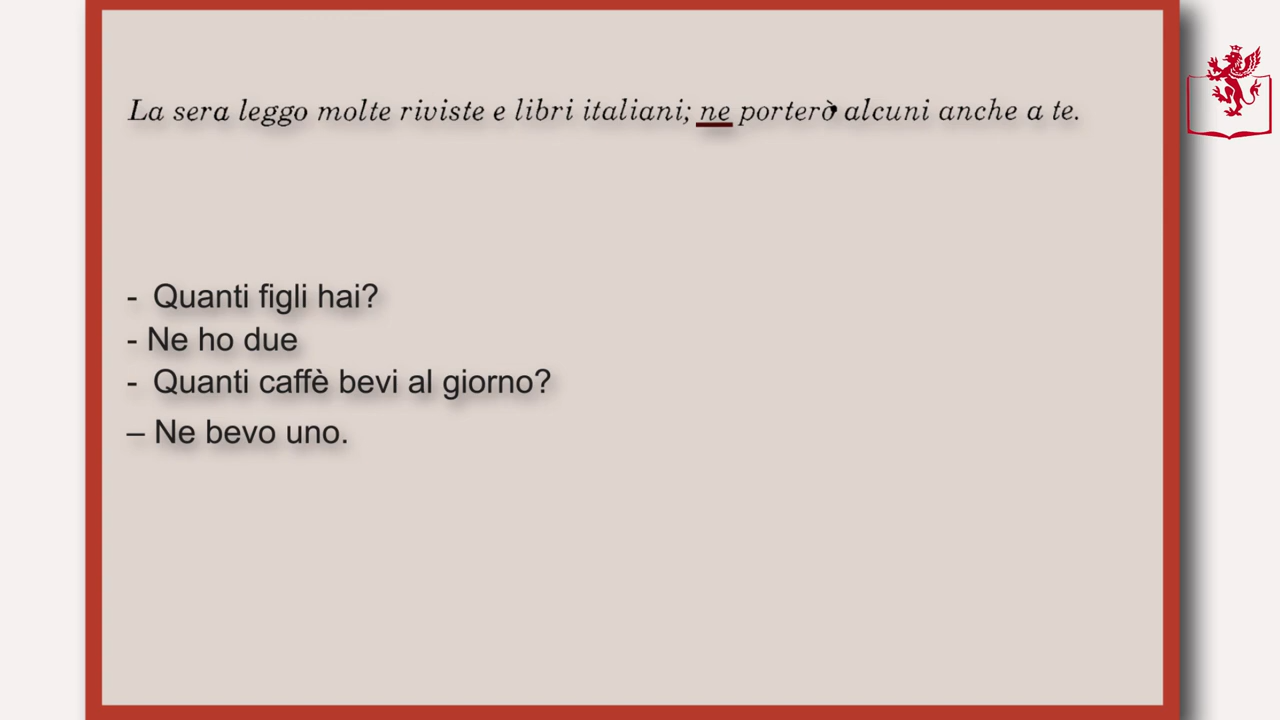 La sera leggo molte riviste e libri italiani; ne porterò alcuni anche a te.
- Quanti figli hai?
- Ne ho due
- Quanti caffè bevi al giorno?
– Ne bevo uno.